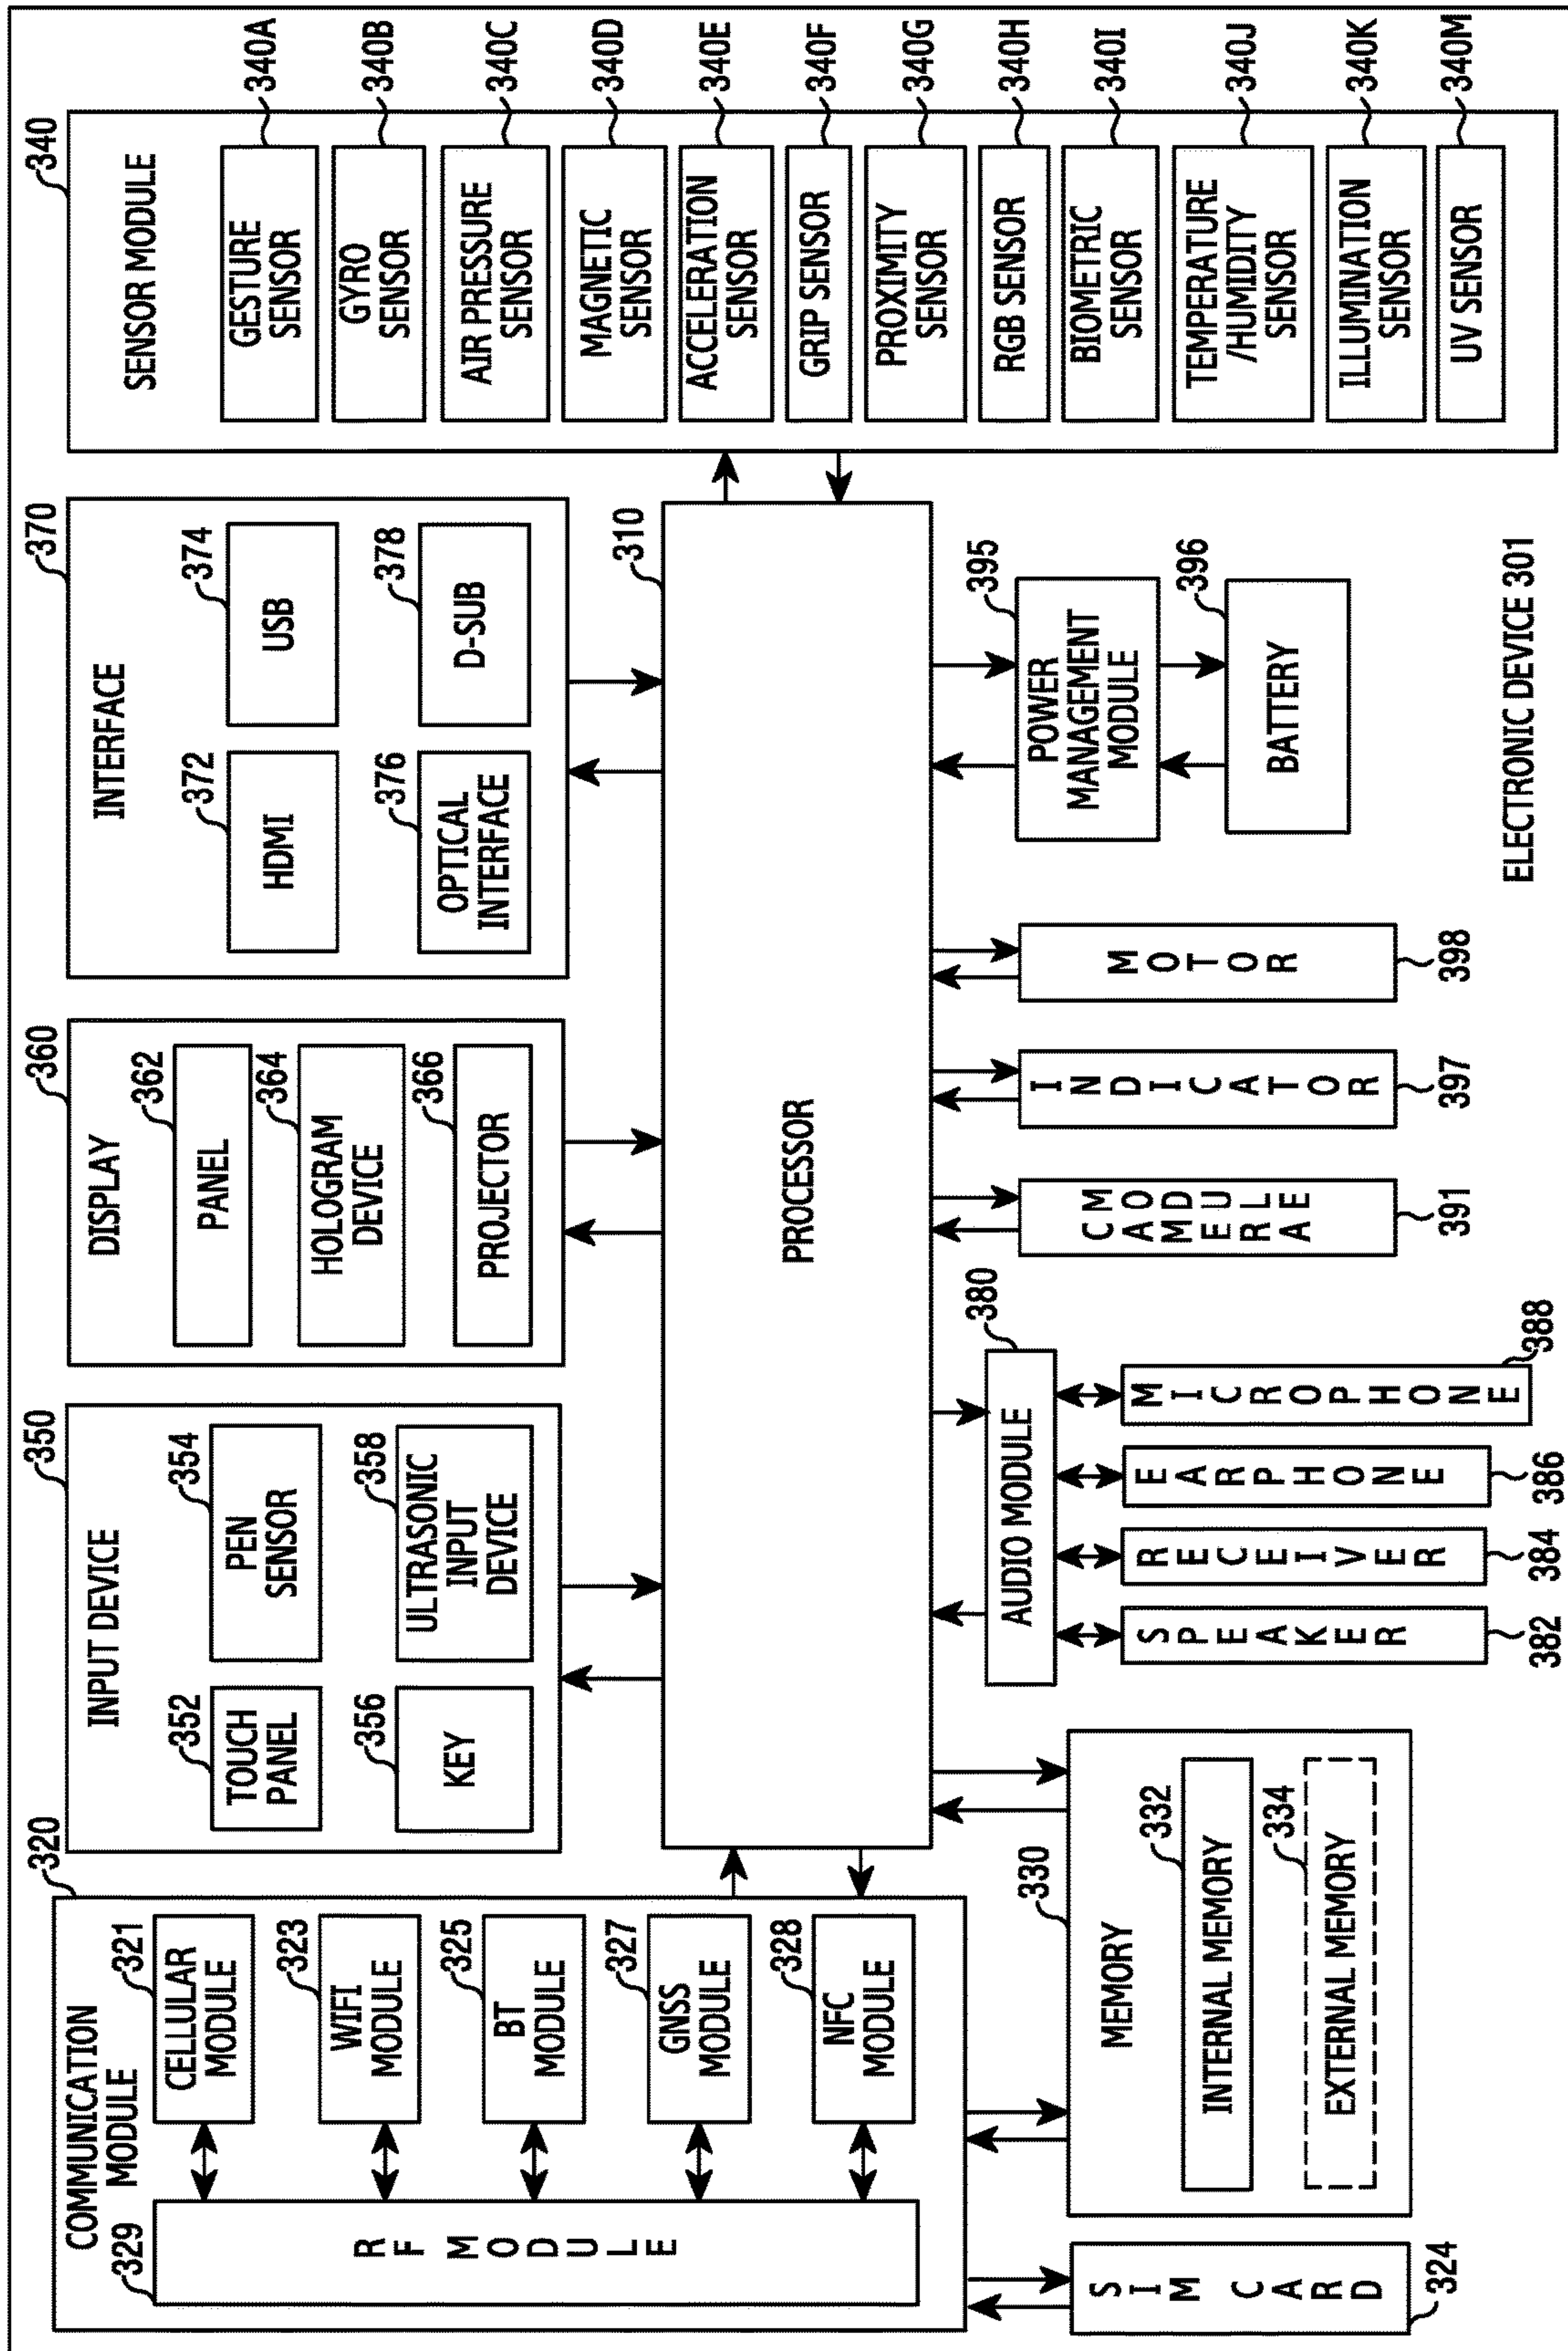 320
COMMUNICATION
MODULE
329
RF MODULE
321
CELLULAR
MODULE
323
WIFI
MODULE
325
BT
MODULE
327
GNSS
MODULE
328
NFC
MODULE
350
INPUT DEVICE
352
TOUCH
PANEL
354
PEN
SENSOR
356
KEY
358
ULTRASONIC
INPUT
DEVICE
360
DISPLAY
362
PANEL
364
HOLOGRAM
DEVICE
366
PROJECTOR
370
INTERFACE
372
HDMI
374
USB
376
OPTICAL
INTERFACE
378
D-SUB
340
SENSOR MODULE
GESTURE
SENSOR
340A
GYRO
SENSOR
340B
AIR PRESSURE
SENSOR
340C
MAGNETIC
SENSOR
340D
ACCELERATION
SENSOR
340E
GRIP SENSOR
340F
PROXIMITY
SENSOR
340G
RGB SENSOR
340H
BIOMETRIC
SENSOR
340I
TEMPERATURE
/HUMIDITY
SENSOR
340J
ILLUMINATION
SENSOR
340K
UV SENSOR
340M
310
PROCESSOR
SIM CARD
324
330
MEMORY
332
INTERNAL MEMORY
334
EXTERNAL MEMORY
380
AUDIO MODULE
SPEAKER
382
RECEIVER
384
EARPHONE
386
MICROPHONE
388
CAMERA
MODULE
391
INDICATOR
397
MOTOR
398
395
POWER
MANAGEMENT
MODULE
396
BATTERY
ELECTRONIC DEVICE 301